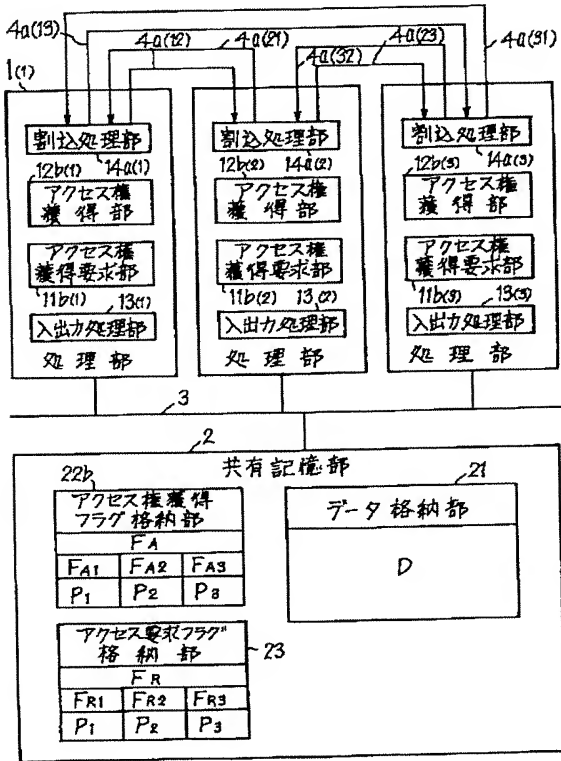 4a(13) 4a(12) 4a(21) 4a(32) 4a(23) 4a(31)
1(1)
割込処理部 割込処理部 割込処理部
12b(1) 14a(1) 12b(2) 14a(2) 12b(3) 14a(3)
アクセス権 アクセス権 アクセス権
獲得部 獲得部 獲得部
アクセス権 アクセス権 アクセス権
獲得要求部 獲得要求部 獲得要求部
11b(1) 13(1) 11b(2) 13(2) 11b(3) 13(3)
入出力処理部 入出力処理部 入出力処理部
処理部 処理部 処理部
3
2
共有記憶部
22b 21
アクセス権獲得
フラグ格納部
データ格納部
FA
FA1 FA2 FA3
D
P1 P2 P3
アクセス要求フラグ
格納部
23
FR
FR1 FR2 FR3
P1 P2 P3